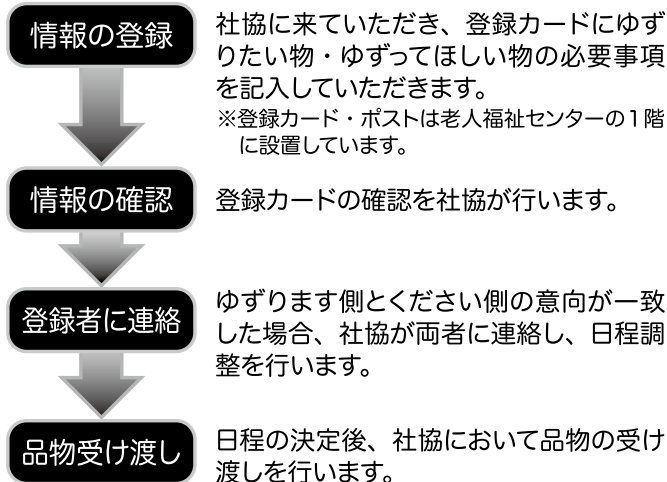 情報の登録
社協に来ていただき、登録カードにゆず
りたい物・ゆずってほしい物の必要事項
を記入していただきます。
※登録カード・ポストは老人福祉センターの1階
に設置しています。
情報の確認
登録カードの確認を社協が行います。
登録者に連絡
ゆずります側とください側の意向が一致
した場合、社協が両者に連絡し、日程調
整を行います。
品物受け渡し
日程の決定後、社協において品物の受け
渡しを行います。